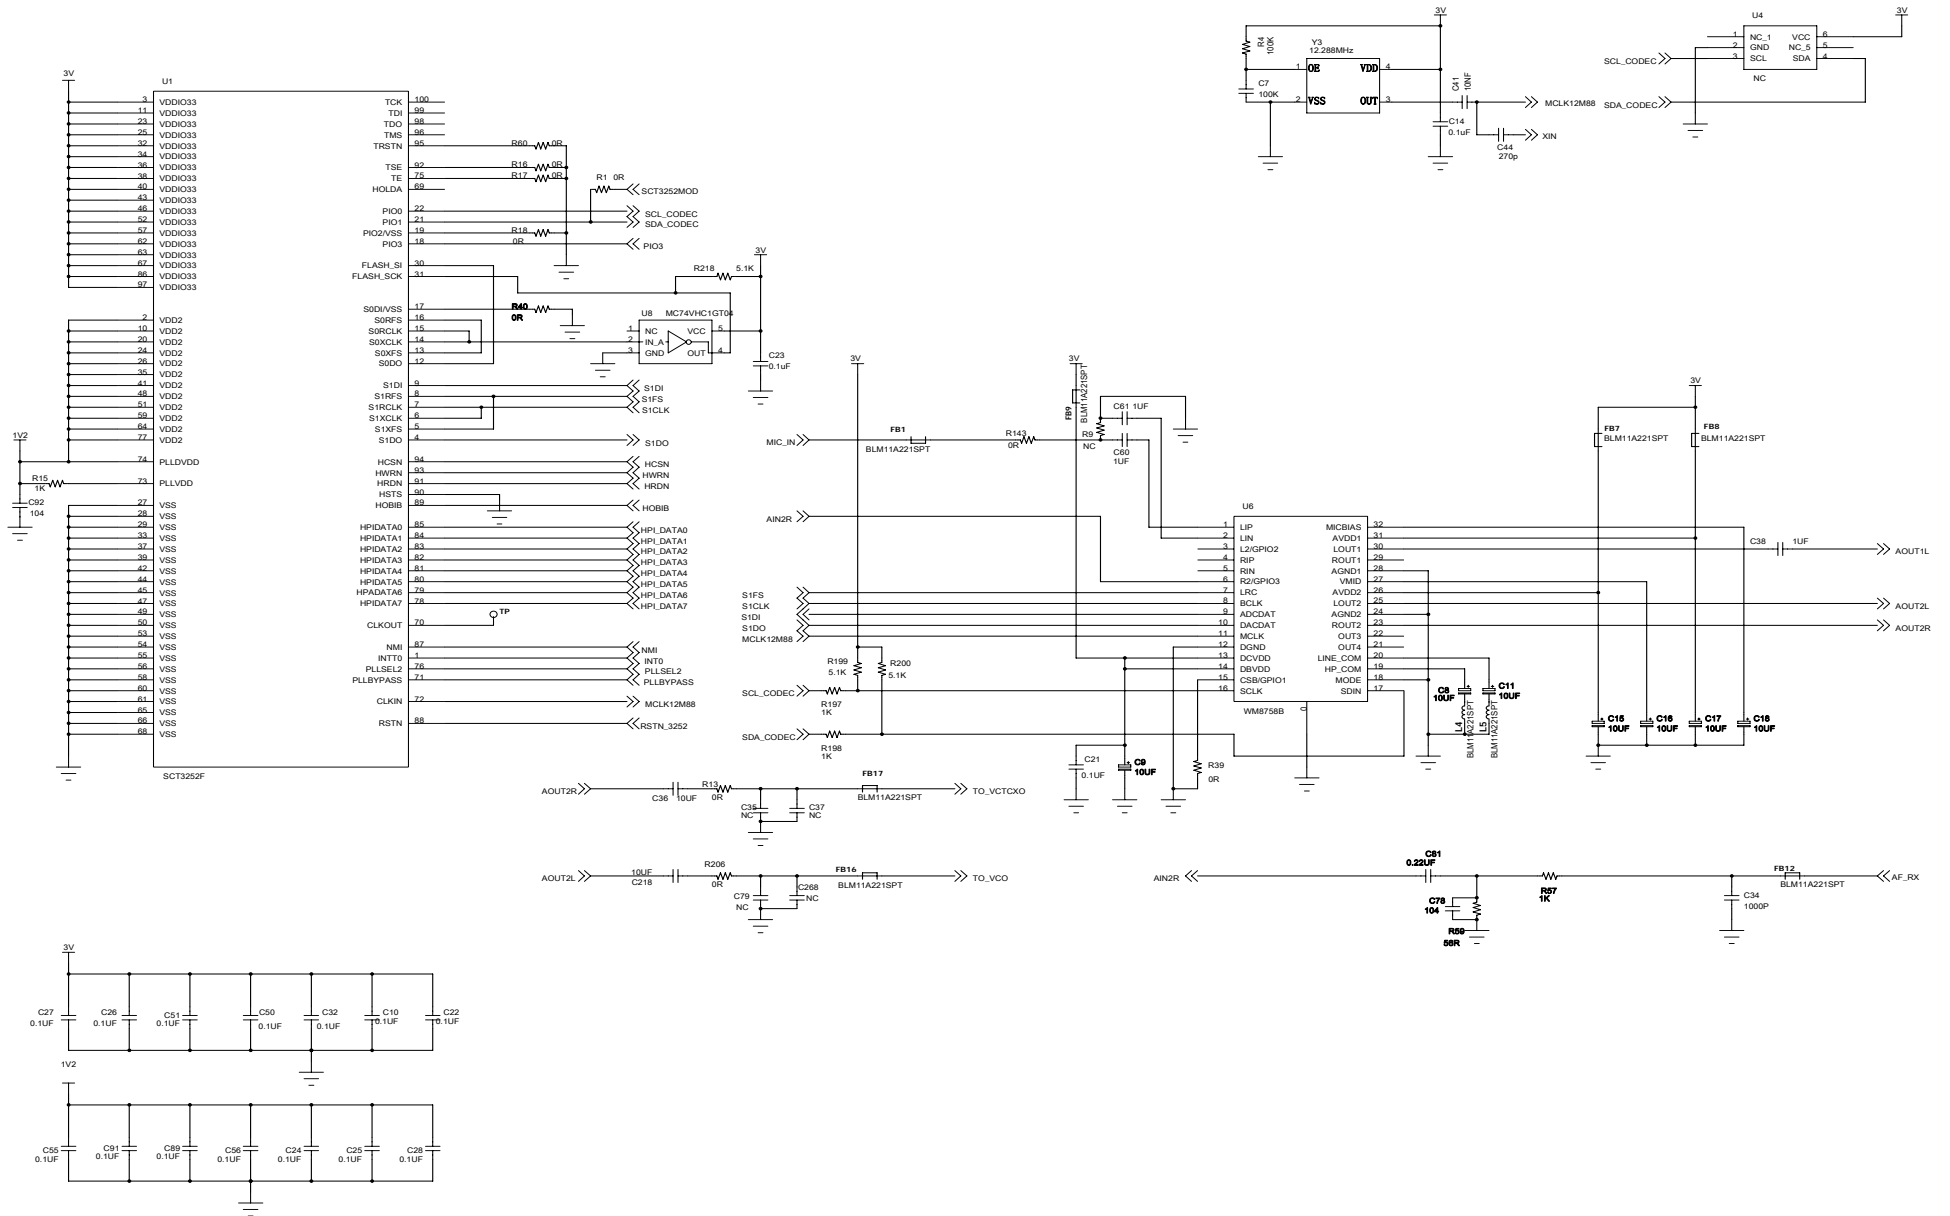 3V
U1
3 VDDIO33
11 VDDIO33
23 VDDIO33
25 VDDIO33
32 VDDIO33
34 VDDIO33
36 VDDIO33
38 VDDIO33
40 VDDIO33
43 VDDIO33
46 VDDIO33
52 VDDIO33
57 VDDIO33
62 VDDIO33
63 VDDIO33
67 VDDIO33
86 VDDIO33
97 VDDIO33
2 VDD2
10 VDD2
20 VDD2
24 VDD2
26 VDD2
35 VDD2
41 VDD2
48 VDD2
51 VDD2
59 VDD2
64 VDD2
77 VDD2
1V2
74 PLLDVDD
R15
1K
73 PLLVDD
C92
104
27 VSS
28 VSS
29 VSS
33 VSS
37 VSS
39 VSS
42 VSS
44 VSS
45 VSS
47 VSS
49 VSS
50 VSS
53 VSS
54 VSS
55 VSS
56 VSS
58 VSS
60 VSS
61 VSS
65 VSS
66 VSS
68 VSS
SCT3252F
TCK 100
TDI 99
TDO 98
TMS 96
TRSTN 95
TSE 92
TE 75
HOLDA 69
PIO0 22
PIO1 21
PIO2/VSS 19
PIO3 18
FLASH_SI 30
FLASH_SCK 31
S0DI/VSS 17
S0RFS 16
S0RCLK 15
S0XCLK 14
S0XFS 13
S0DO 12
S1DI 9
S1RFS 8
S1RCLK 7
S1XCLK 6
S1XFS 5
S1DO 4
HCSN 94
HWRN 93
HRDN 91
HSTS 90
HOBIB 89
HPIDATA0 85
HPIDATA1 84
HPIDATA2 83
HPIDATA3 82
HPIDATA4 81
HPIDATA5 80
HPADATA6 79
HPIDATA7 78
CLKOUT 70
NMI 87
INTT0 1
PLLSEL2 76
PLLBYPASS 71
CLKIN 72
RSTN 88
R60 0R
R16 0R
R17 0R
R1 0R
SCT3252MOD
SCL_CODEC
SDA_CODEC
R18
0R
PIO3
R218 5.1K
3V
R40
0R
U8 MC74VHC1GT04
1 NC
2 IN_A
3 GND
VCC 5
OUT 4
C23
0.1uF
S1DI
S1FS
S1CLK
S1DO
HCSN
HWRN
HRDN
HOBIB
HPI_DATA0
HPI_DATA1
HPI_DATA2
HPI_DATA3
HPI_DATA4
HPI_DATA5
HPI_DATA6
HPI_DATA7
TP
NMI
INT0
PLLSEL2
PLLBYPASS
MCLK12M88
RSTN_3252
3V
R4
100K
Y3
12.288MHz
1 OE
VDD 4
2 VSS
OUT 3
C7
100K
C41
10NF
MCLK12M88
C14
0.1uF
C44
270p
XIN
U4
3V
1 NC_1
2 GND
3 SCL
VCC 6
NC_5 5
SDA 4
NC
SCL_CODEC
SDA_CODEC
3V
3V
FB9
BLM11A221SPT
C61 1UF
MIC_IN
FB1
BLM11A221SPT
R143
0R
R9
NC
C60
1UF
AIN2R
S1FS
S1CLK
S1DI
S1DO
MCLK12M88
R199
5.1K
R200
5.1K
SCL_CODEC
R197
1K
SDA_CODEC
R198
1K
U6
1 LIP
2 LIN
3 L2/GPIO2
4 RIP
5 RIN
6 R2/GPIO3
7 LRC
8 BCLK
9 ADCDAT
10 DACDAT
11 MCLK
12 DGND
13 DCVDD
14 DBVDD
15 CSB/GPIO1
16 SCLK
MICBIAS 32
AVDD1 31
LOUT1 30
ROUT1 29
AGND1 28
VMID 27
AVDD2 26
LOUT2 25
AGND2 24
ROUT2 23
OUT3 22
OUT4 21
LINE_COM 20
HP_COM 19
MODE 18
SDIN 17
WM8758B
0
C21
0.1UF
C9
10UF
R39
0R
C8
10UF
C11
10UF
L4
BLM11A221SPT
L5
BLM11A221SPT
3V
FB7
BLM11A221SPT
FB8
BLM11A221SPT
C38 1UF
AOUT1L
AOUT2L
AOUT2R
C15
10UF
C16
10UF
C17
10UF
C18
10UF
AOUT2R
C36 10UF
R13
0R
C35
NC
C37
NC
FB17
BLM11A221SPT
TO_VCTCXO
AOUT2L
10UF
C218
R206
0R
C79
NC
C268
NC
FB16
BLM11A221SPT
TO_VCO
AIN2R
C81
0.22UF
C78
104
R59
56R
R57
1K
FB12
BLM11A221SPT
AF_RX
C34
1000P
3V
C27
0.1UF
C26
0.1UF
C51
0.1UF
C50
0.1UF
C32
0.1UF
C10
0.1UF
C22
0.1UF
1V2
C55
0.1UF
C91
0.1UF
C89
0.1UF
C56
0.1UF
C24
0.1UF
C25
0.1UF
C28
0.1UF